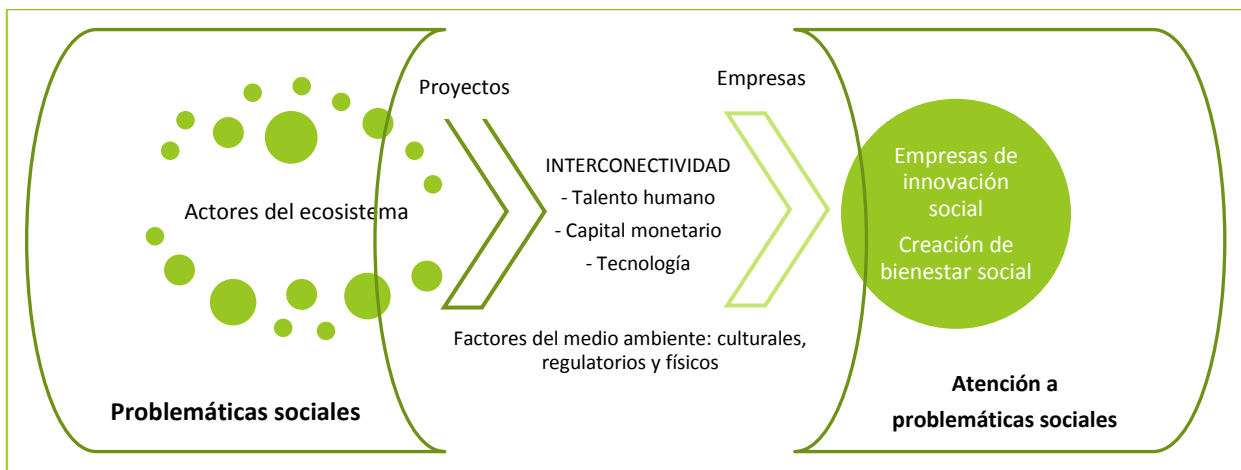 Actores del ecosistema
Problemáticas sociales
Proyectos
INTERCONECTIVIDAD
- Talento humano
- Capital monetario
- Tecnología
Factores del medio ambiente: culturales,
regulatorios y físicos
Empresas
Empresas de
innovación
social
Creación de
bienestar social
Atención a
problemáticas sociales